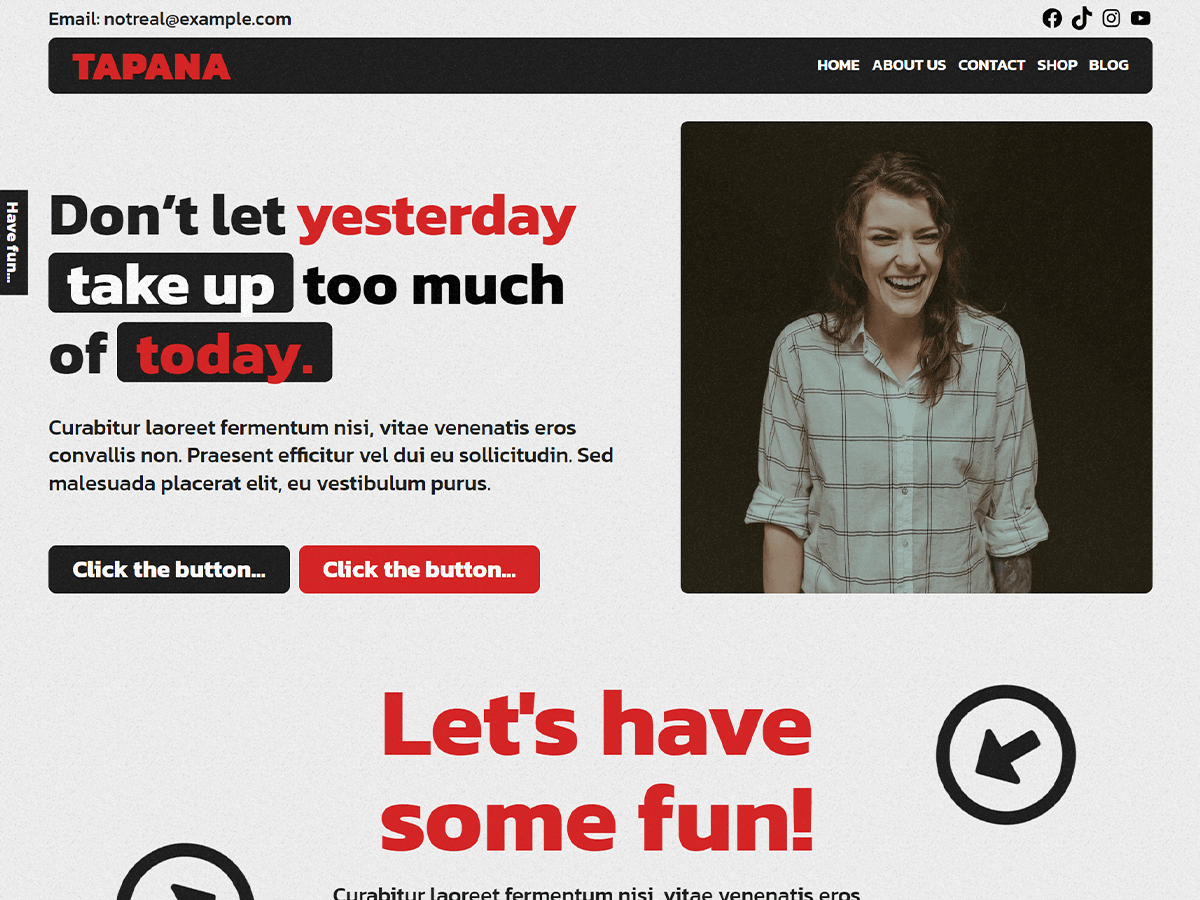 Email: notreal@example.com
TAPANA
HOME ABOUT US CONTACT SHOP BLOG
Have fun...
Don’t let yesterday
take up too much
of today.
Curabitur laoreet fermentum nisi, vitae venenatis eros
convallis non. Praesent efficitur vel dui eu sollicitudin. Sed
malesuada placerat elit, eu vestibulum purus.
Click the button... Click the button...
Let's have
some fun!
Curabitur laoreet fermentum nisi, vitae venenatis eros